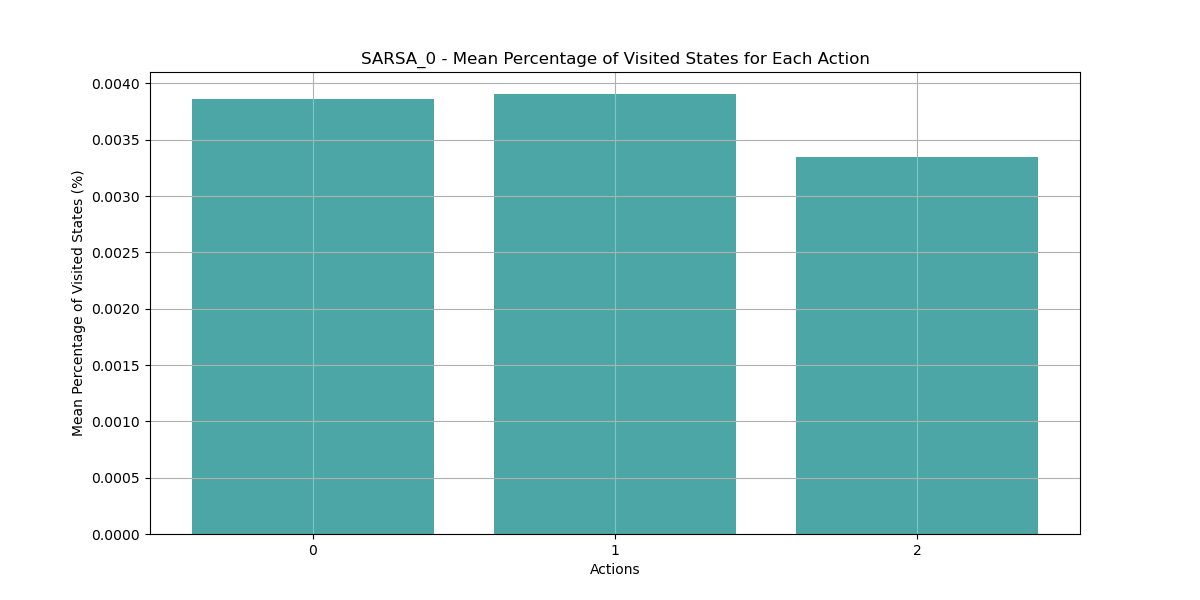 SARSA_0 - Mean Percentage of Visited States for Each Action
Mean Percentage of Visited States (%)
0.0040
0.0035
0.0030
0.0025
0.0020
0.0015
0.0010
0.0005
0.0000
0 1 2
Actions